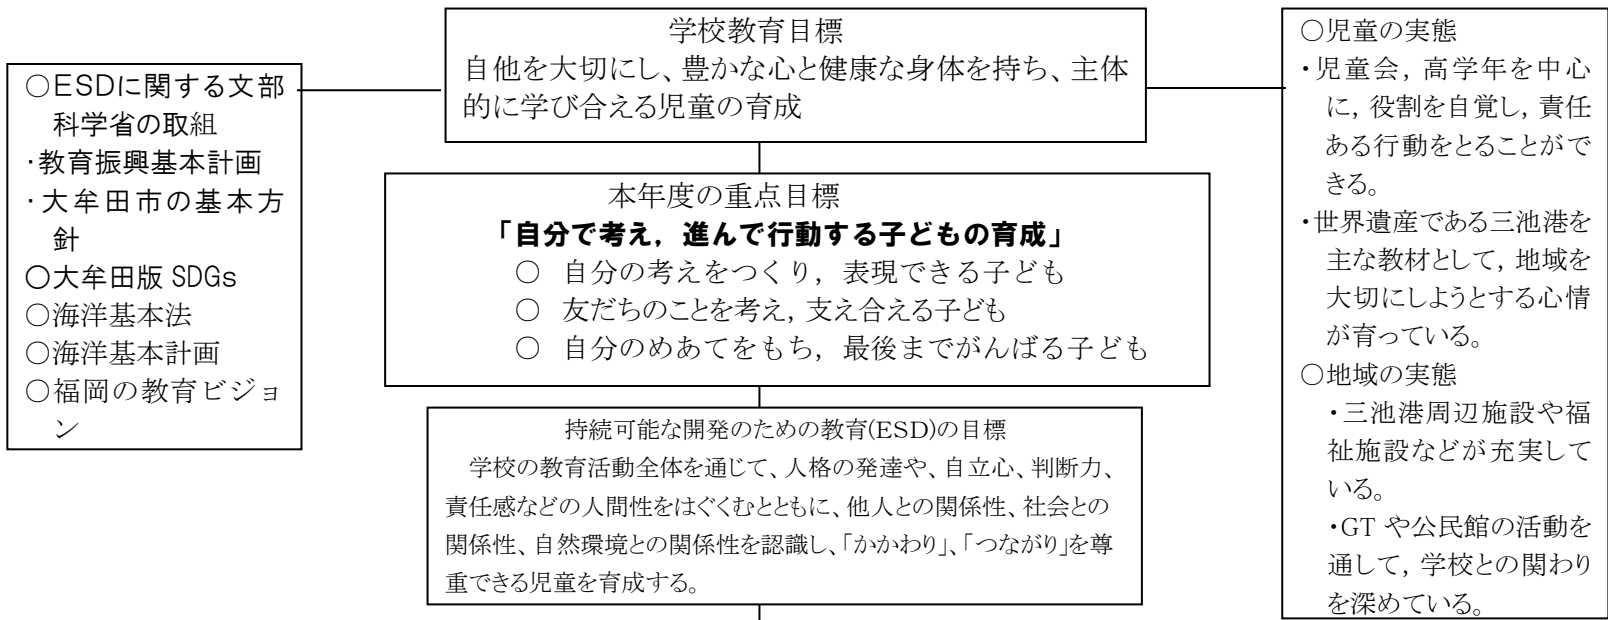 ○ESDに関する文部
科学省の取組
・教育振興基本計画
・大牟田市の基本方
針
○大牟田版 SDGs
○海洋基本法
○海洋基本計画
○福岡の教育ビジョ
ン
学校教育目標
自他を大切にし、豊かな心と健康な身体を持ち、主体
的に学び合える児童の育成
本年度の重点目標
「自分で考え，進んで行動する子どもの育成」
○ 自分の考えをつくり，表現できる子ども
○ 友だちのことを考え，支え合える子ども
○ 自分のめあてをもち，最後までがんばる子ども
持続可能な開発のための教育(ESD)の目標
学校の教育活動全体を通じて、人格の発達や、自立心、判断力、
責任感などの人間性をはぐくむとともに、他人との関係性、社会との
関係性、自然環境との関係性を認識し、「かかわり」、「つながり」を尊
重できる児童を育成する。
○児童の実態
・児童会，高学年を中心
に，役割を自覚し，責任
ある行動をとることがで
きる。
・世界遺産である三池港を
主な教材として，地域を
大切にしようとする心情
が育っている。
○地域の実態
・三池港周辺施設や福
祉施設などが充実して
いる。
・GT や公民館の活動を
通して，学校との関わり
を深めている。